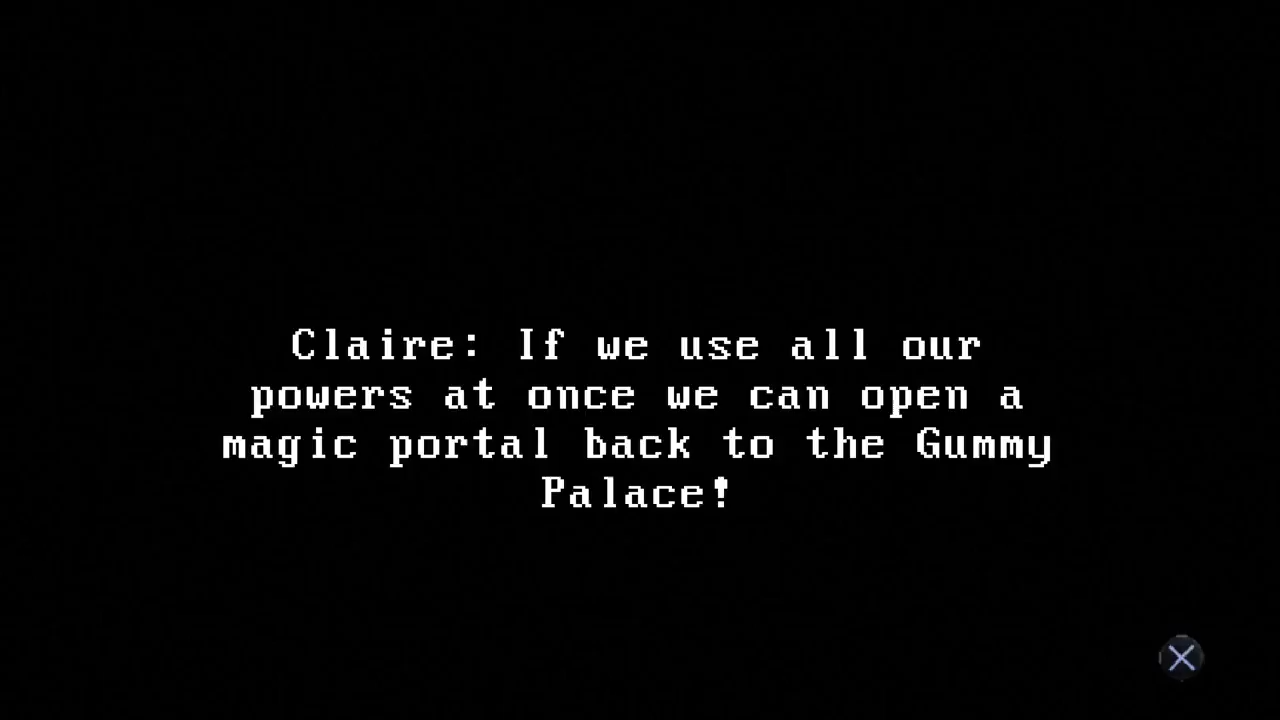 Claire: If we use all our
powers at once we can open a
magic portal back to the Gummy
Palace!